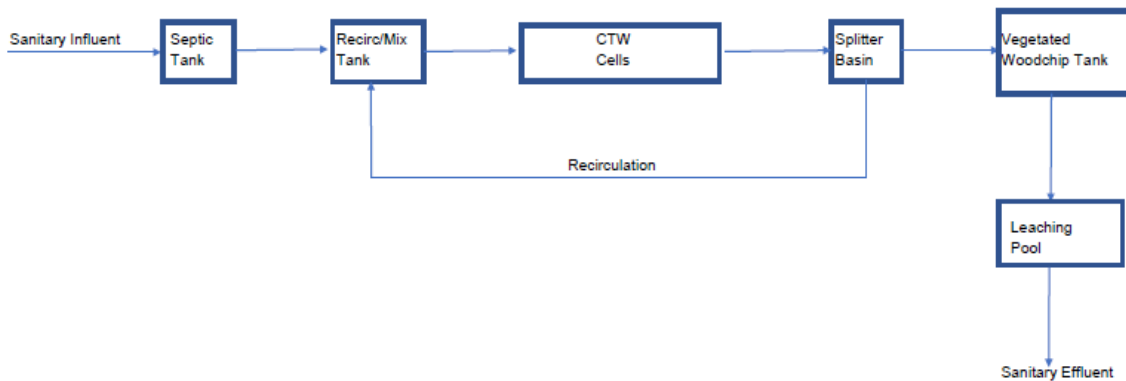 Sanitary Influent
Septic
Tank
Recirc/Mix
Tank
CTW
Cells
Splitter
Basin
Vegetated
Woodchip Tank
Recirculation
Leaching
Pool
Sanitary Effluent